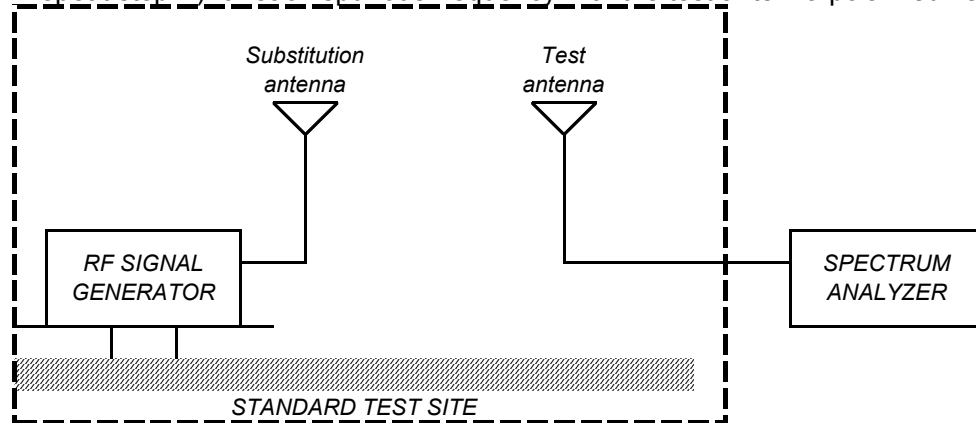 Substitution
antenna
Test
antenna
RF SIGNAL
GENERATOR
SPECTRUM
ANALYZER
STANDARD TEST SITE